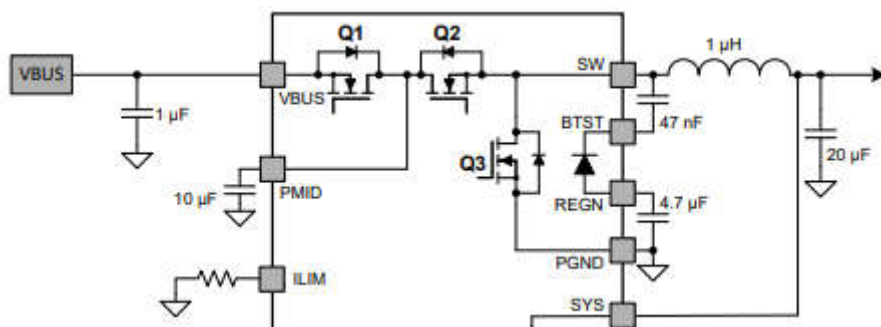 Q1
Q2
VBUS
VBUS
1 µF
SW
1 µH
BTST
47 nF
Q3
20 µF
10 µF
PMID
REGN
4.7 µF
PGND
ILIM
SYS